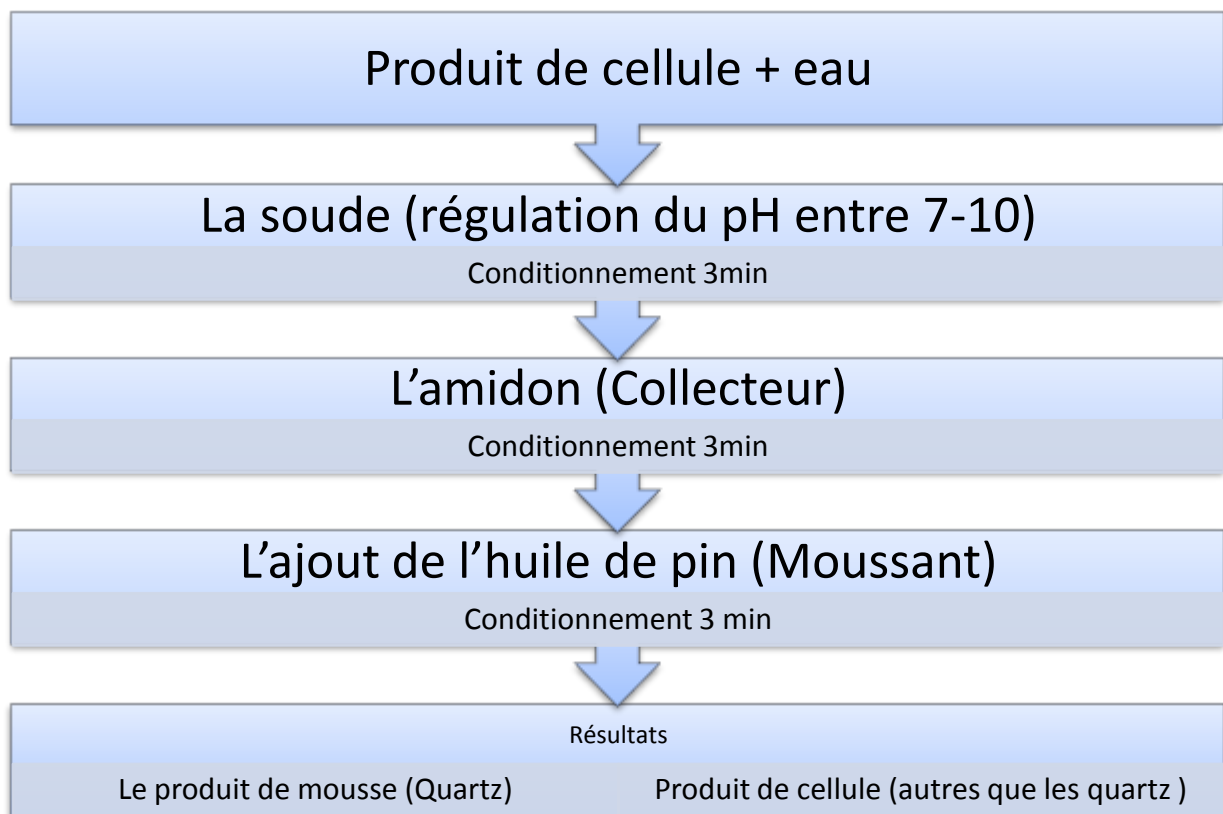 Produit de cellule + eau
La soude (régulation du pH entre 7-10)
Conditionnement 3min
L’amidon (Collecteur)
Conditionnement 3min
L’ajout de l’huile de pin (Moussant)
Conditionnement 3 min
Résultats
Le produit de mousse (Quartz)
Produit de cellule (autres que les quartz )